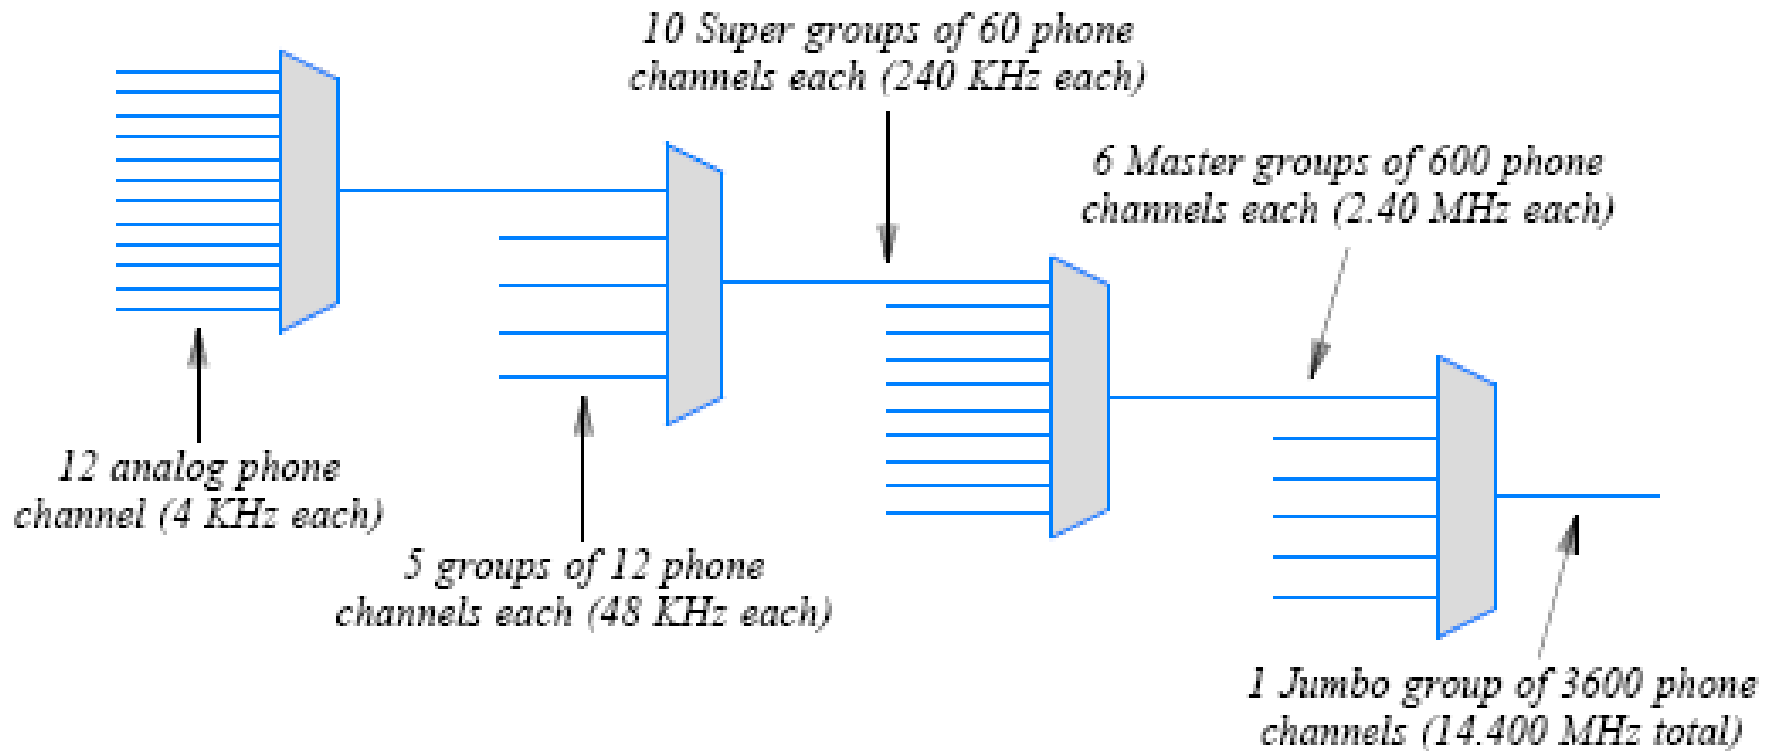 10 Super groups of 60 phone
channels each (240 KHz each)
6 Master groups of 600 phone
channels each (2.40 MHz each)
12 analog phone
channel (4 KHz each)
5 groups of 12 phone
channels each (48 KHz each)
1 Jumbo group of 3600 phone
channels (14.400 MHz total)